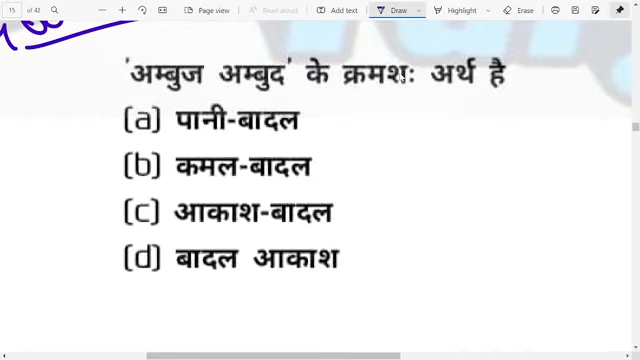 15 of 42 Page view Read aloud Add text Draw Highlight Erase
'अम्बुज अम्बुद' के क्रमशः अर्थ है
(a) पानी-बादल
(b) कमल-बादल
(c) आकाश-बादल
(d) बादल आकाश